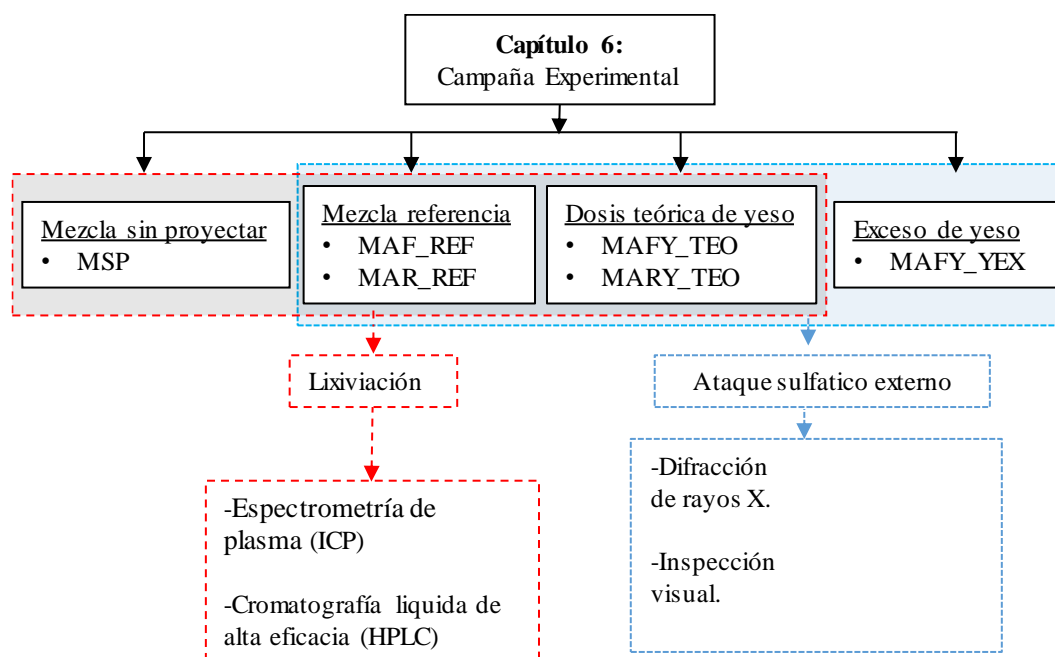 Capítulo 6:
Campaña Experimental
Mezcla sin proyectar
• MSP
Mezcla referencia
• MAF_REF
• MAR_REF
Dosis teórica de yeso
• MAFY_TEO
• MARY_TEO
Exceso de yeso
• MAFY_YEX
Lixiviación
Ataque sulfatico externo
-Espectrometría de
plasma (ICP)
-Cromatografía liquida de
alta eficacia (HPLC)
-Difracción
de rayos X.
-Inspección
visual.